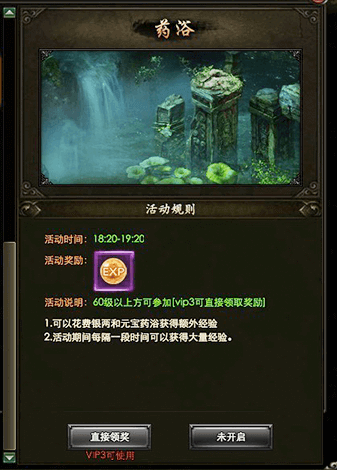 药浴
活动规则
活动时间：18:20-19:20
活动奖励：EXP
活动说明：60级以上方可参加[vip3可直接领取奖励]
1.可以花费银两和元宝药浴获得额外经验
2.活动期间每隔一段时间可以获得大量经验。
直接领奖 未开启
VIP3可使用